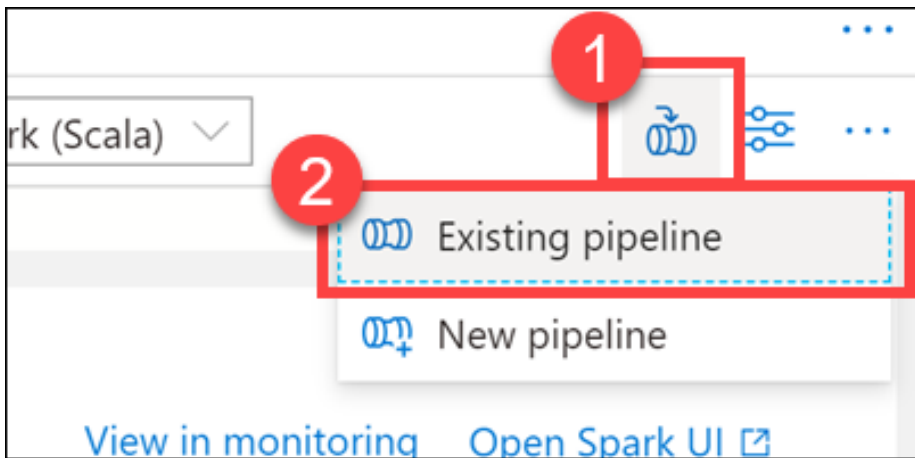 1
rk (Scala)
2
Existing pipeline
New pipeline
View in monitoring Open Spark UI